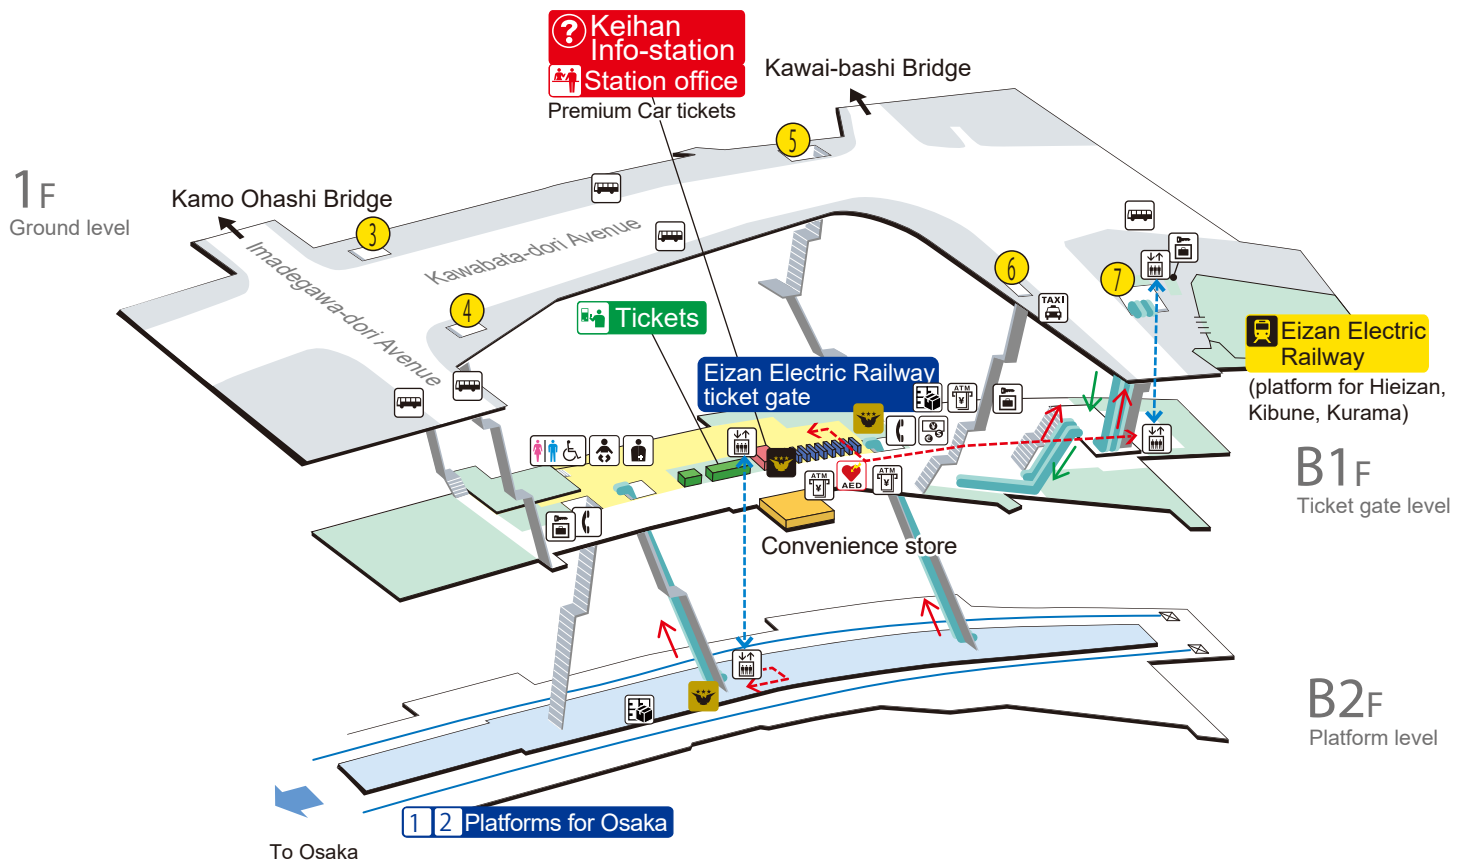 ?
Keihan
Info-station
Station office
Premium Car tickets
Kawai-bashi Bridge
5
1F
Ground level
Kamo Ohashi Bridge
3
Kawabata-dori Avenue
Imadegawa-dori Avenue
4
6
7
TAXI
Tickets
Eizan Electric
Railway
(platform for Hieizan,
Kibune, Kurama)
Eizan Electric Railway
ticket gate
ATM
¥
B1F
Ticket gate level
ATM
¥
AED
ATM
¥
Convenience store
B2F
Platform level
1 2 Platforms for Osaka
To Osaka